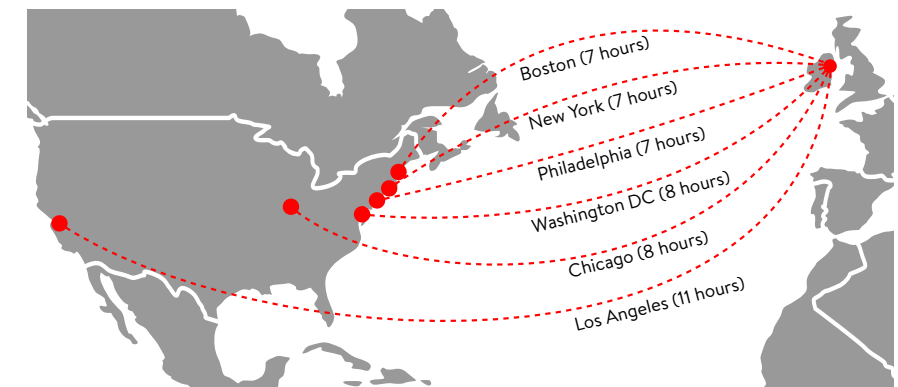 Boston (7 hours)
New York (7 hours)
Philadelphia (7 hours)
Washington DC (8 hours)
Chicago (8 hours)
Los Angeles (11 hours)